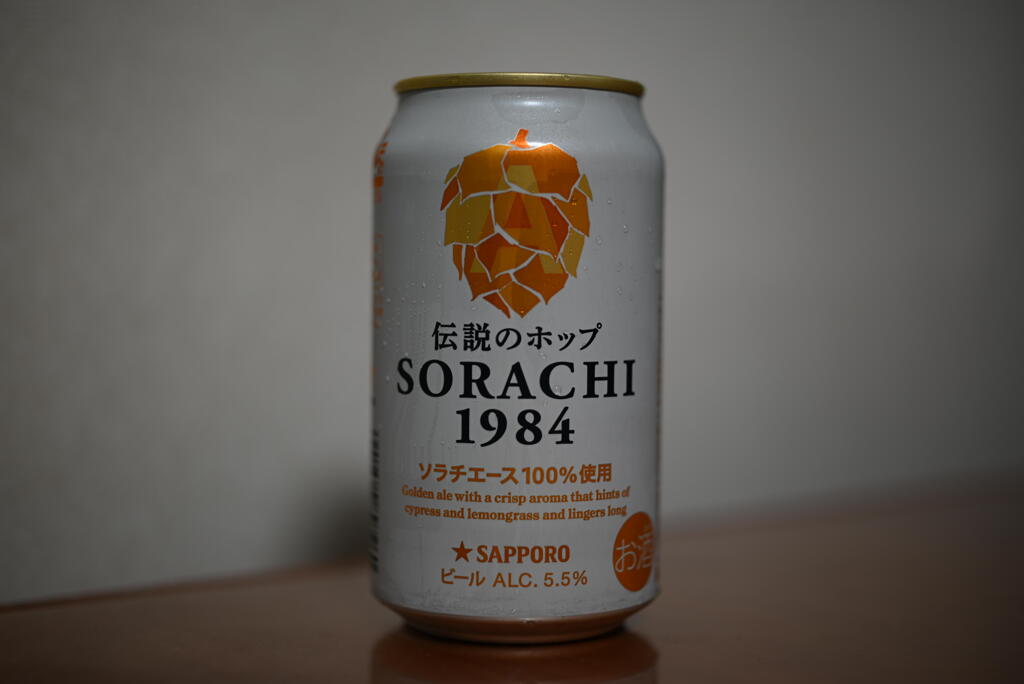 伝説のホップ
SORACHI
1984
ソラチエース100%使用
Golden ale with a crisp aroma that hints of
cypress and lemongrass and lingers long
★ SAPPORO
ビール ALC. 5.5%
お酒